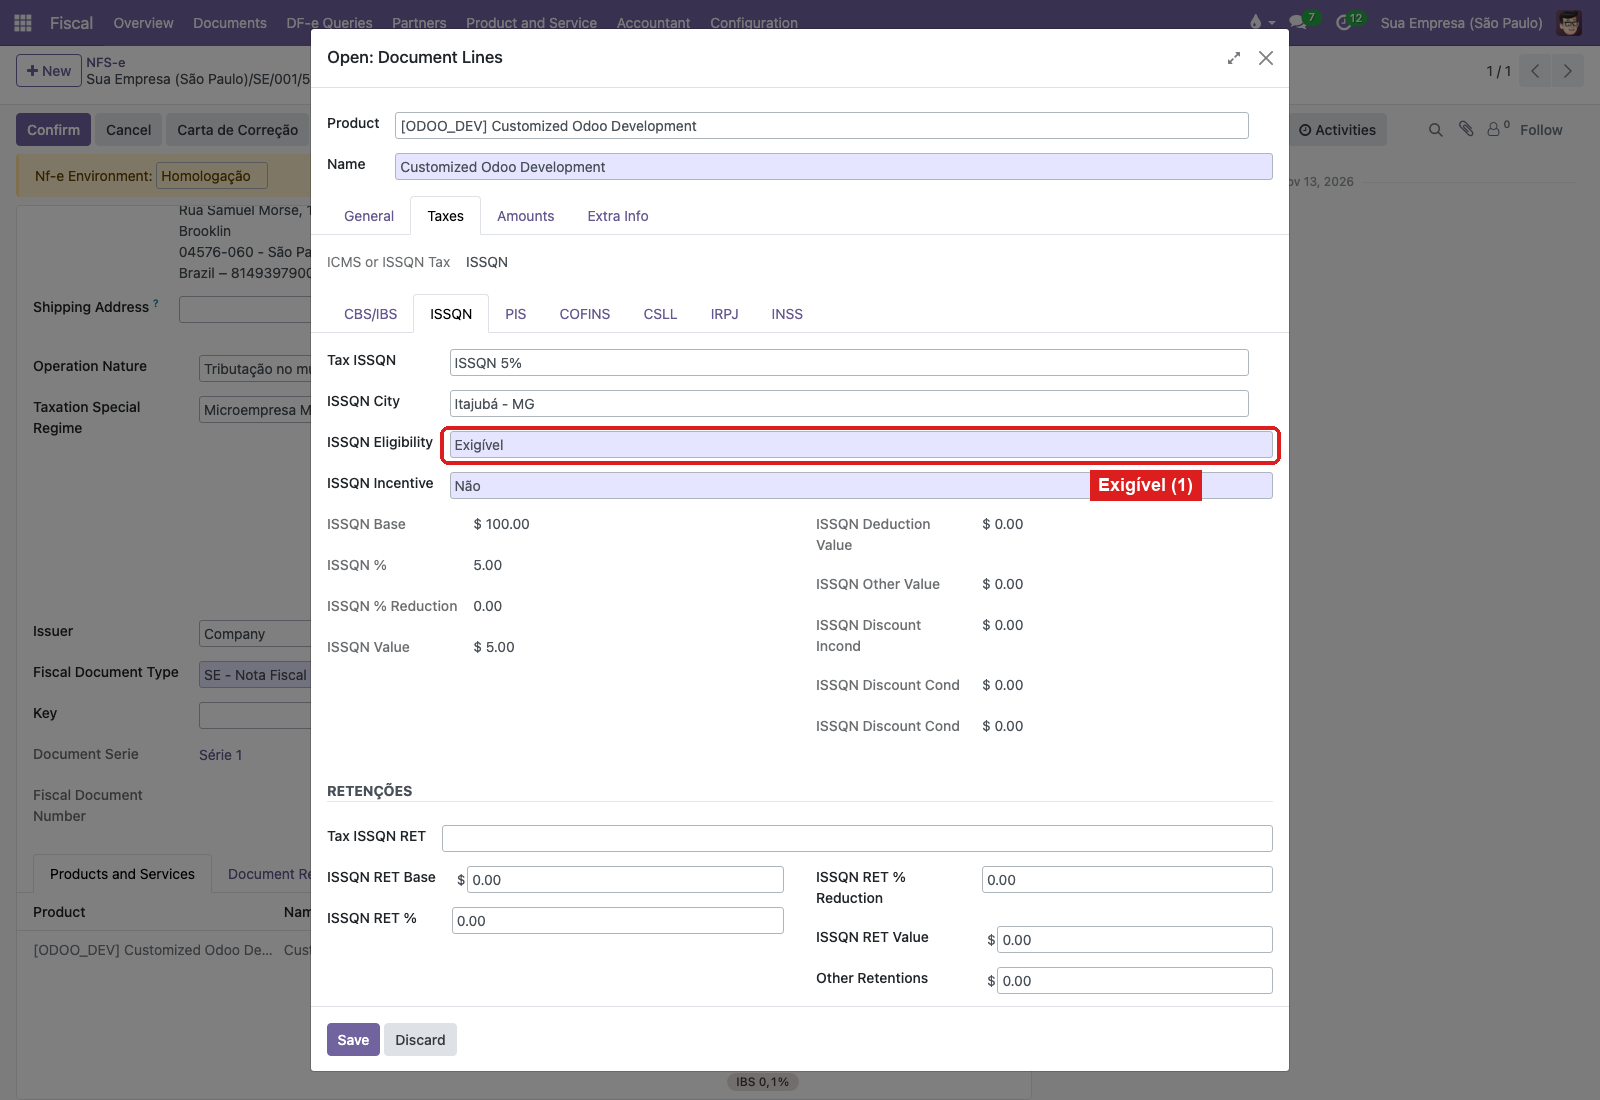 Fiscal Overview Documents DF-e Queries Partners Product and Service Accountant Configuration 7 12 Sua Empresa (São Paulo)
New
NFS-e
Sua Empresa (São Paulo)/SE/001/5
1 / 1
Open: Document Lines
Confirm Cancel Carta de Correção Activities 0 Follow
Nf-e Environment: Homologação
ov 13, 2026
Rua Samuel Morse, 1
Brooklin
04576-060 - São Pa
Brazil – 8149397900
Shipping Address ?
Operation Nature Tributação no mu
Taxation Special Regime Microempresa M
Issuer Company
Fiscal Document Type SE - Nota Fiscal
Key
Document Serie Série 1
Fiscal Document Number
Products and Services Document Re
Product Nam
[ODOO_DEV] Customized Odoo De... Cust
IBS 0,1%
Product [ODOO_DEV] Customized Odoo Development
Name Customized Odoo Development
General Taxes Amounts Extra Info
ICMS or ISSQN Tax ISSQN
CBS/IBS ISSQN PIS COFINS CSLL IRPJ INSS
Tax ISSQN ISSQN 5%
ISSQN City Itajubá - MG
ISSQN Eligibility Exigível
ISSQN Incentive Não
Exigível (1)
ISSQN Base $ 100.00
ISSQN % 5.00
ISSQN % Reduction 0.00
ISSQN Value $ 5.00
ISSQN Deduction Value $ 0.00
ISSQN Other Value $ 0.00
ISSQN Discount Incond $ 0.00
ISSQN Discount Cond $ 0.00
ISSQN Discount Cond $ 0.00
RETENÇÕES
Tax ISSQN RET
ISSQN RET Base $ 0.00
ISSQN RET % 0.00
ISSQN RET % Reduction 0.00
ISSQN RET Value $ 0.00
Other Retentions $ 0.00
Save Discard